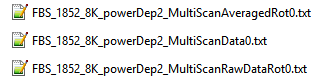 FBS_1852_8K_powerDep2_MultiScanAveragedRot0.txt
FBS_1852_8K_powerDep2_MultiScanData0.txt
FBS_1852_8K_powerDep2_MultiScanRawDataRot0.txt